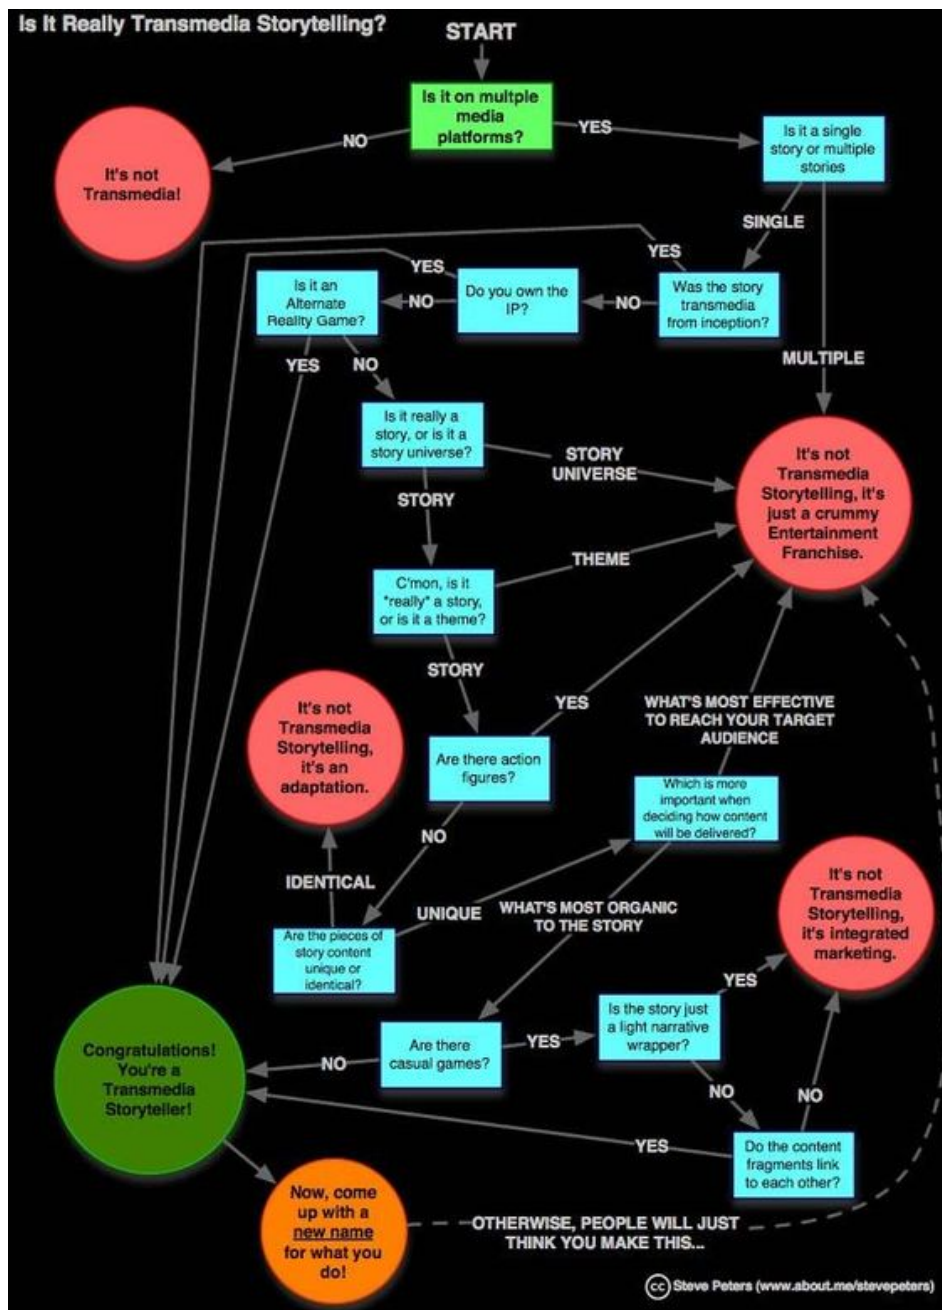 Is It Really Transmedia Storytelling?
START
Is it on multple
media
platforms?
NO
YES
It's not
Transmedia!
Is it a single
story or multiple
stories
SINGLE
MULTIPLE
YES
Was the story
transmedia
from inception?
NO
YES
Do you own the
IP?
NO
Is it an
Alternate
Reality Game?
YES
NO
Is it really a
story, or is it a
story universe?
STORY
UNIVERSE
STORY
It's not
Transmedia
Storytelling, it's
just a crummy
Entertainment
Franchise.
THEME
C'mon, is it
*really* a story,
or is it a theme?
STORY
YES
Are there action
figures?
NO
It's not
Transmedia
Storytelling,
it's an
adaptation.
IDENTICAL
Are the pieces of
story content
unique or
identical?
UNIQUE
WHAT'S MOST EFFECTIVE
TO REACH YOUR TARGET
AUDIENCE
Which is more
important when
deciding how content
will be delivered?
WHAT'S MOST ORGANIC
TO THE STORY
It's not
Transmedia
Storytelling,
it's integrated
marketing.
Are there
casual games?
NO
YES
Is the story just
a light narrative
wrapper?
YES
NO
NO
Do the content
fragments link
to each other?
YES
Congratulations!
You're a
Transmedia
Storyteller!
Now, come
up with a
new name
for what you
do!
OTHERWISE, PEOPLE WILL JUST
THINK YOU MAKE THIS...
cc Steve Peters (www.about.me/stevepeters)